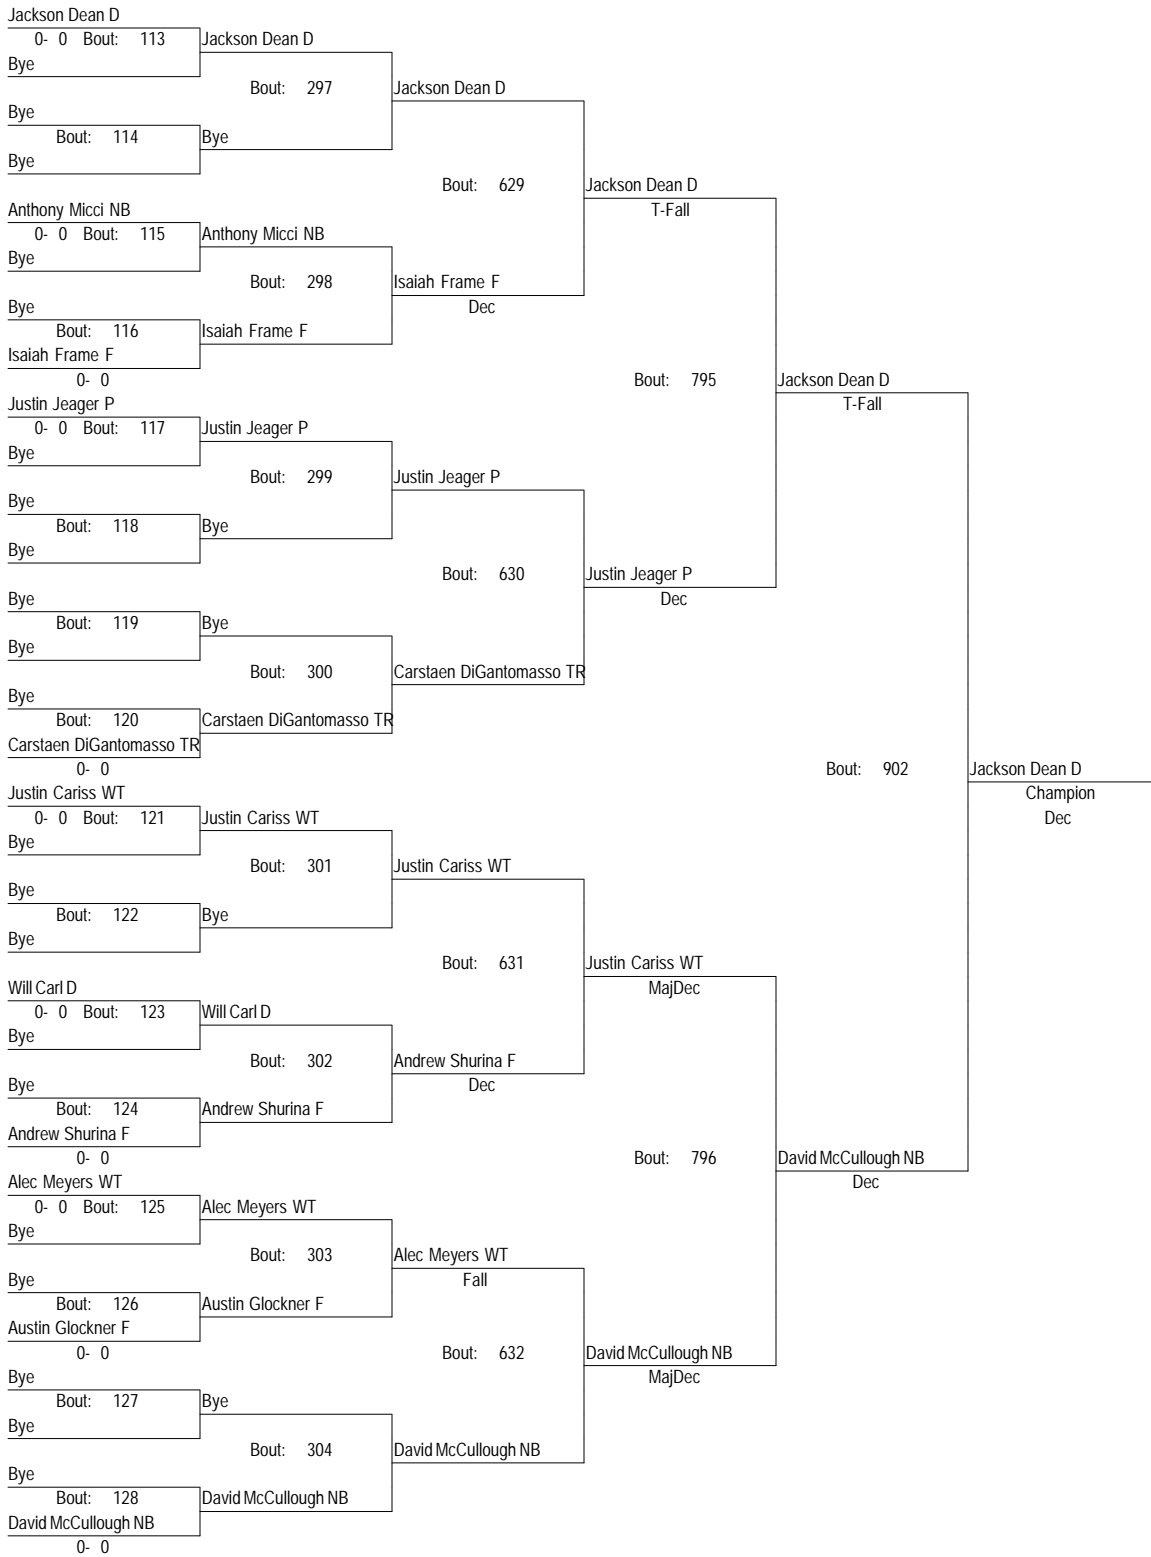 Jackson Dean D
0- 0 Bout: 113 Jackson Dean D
Bye
Bout: 297 Jackson Dean D
Bye
Bout: 114 Bye
Bye
Bout: 629 Jackson Dean D
Anthony Micci NB T-Fall
0- 0 Bout: 115 Anthony Micci NB
Bye
Bout: 298 Isaiah Frame F
Bye Dec
Bout: 116 Isaiah Frame F
Isaiah Frame F
0- 0 Bout: 795 Jackson Dean D
Justin Jeager P T-Fall
0- 0 Bout: 117 Justin Jeager P
Bye
Bout: 299 Justin Jeager P
Bye
Bout: 118 Bye
Bye
Bout: 630 Justin Jeager P
Bye Dec
Bout: 119 Bye
Bye
Bout: 300 Carstaen DiGantomasso TR
Bye
Bout: 120 Carstaen DiGantomasso TR
Carstaen DiGantomasso TR
0- 0 Bout: 902 Jackson Dean D
Justin Cariss WT Champion
0- 0 Bout: 121 Justin Cariss WT Dec
Bye
Bout: 301 Justin Cariss WT
Bye
Bout: 122 Bye
Bye
Bout: 631 Justin Cariss WT
Will Carl D MajDec
0- 0 Bout: 123 Will Carl D
Bye
Bout: 302 Andrew Shurina F
Bye Dec
Bout: 124 Andrew Shurina F
Andrew Shurina F
0- 0 Bout: 796 David McCullough NB
Alec Meyers WT Dec
0- 0 Bout: 125 Alec Meyers WT
Bye
Bout: 303 Alec Meyers WT
Bye Fall
Bout: 126 Austin Glockner F
Austin Glockner F
0- 0 Bout: 632 David McCullough NB
Bye MajDec
Bout: 127 Bye
Bye
Bout: 304 David McCullough NB
Bye
Bout: 128 David McCullough NB
David McCullough NB
0- 0